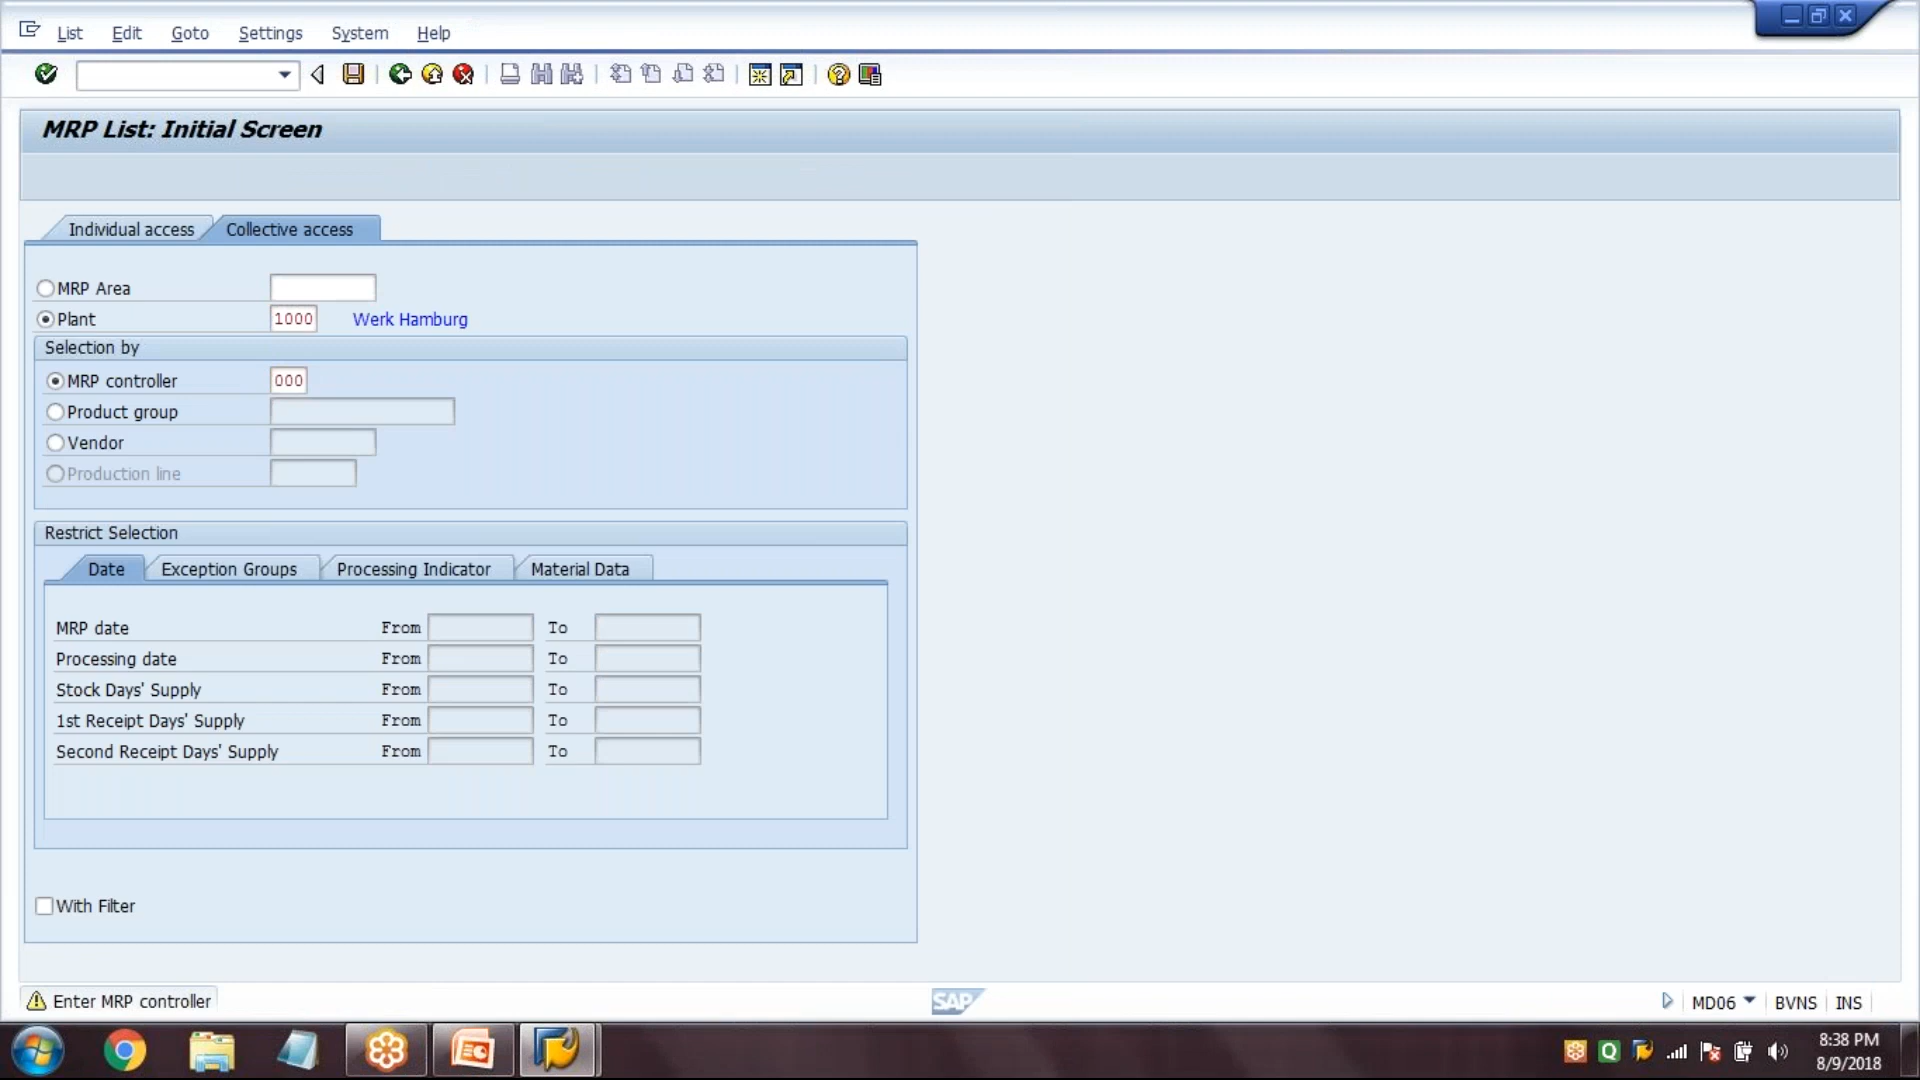 List Edit Goto Settings System Help
MRP List: Initial Screen
Individual access Collective access
MRP Area
Plant 1000 Werk Hamburg
Selection by
MRP controller 000
Product group
Vendor
Production line
Restrict Selection
Date Exception Groups Processing Indicator Material Data
MRP date From To
Processing date From To
Stock Days' Supply From To
1st Receipt Days' Supply From To
Second Receipt Days' Supply From To
With Filter
Enter MRP controller SAP MD06 BVNS INS
8:38 PM
8/9/2018